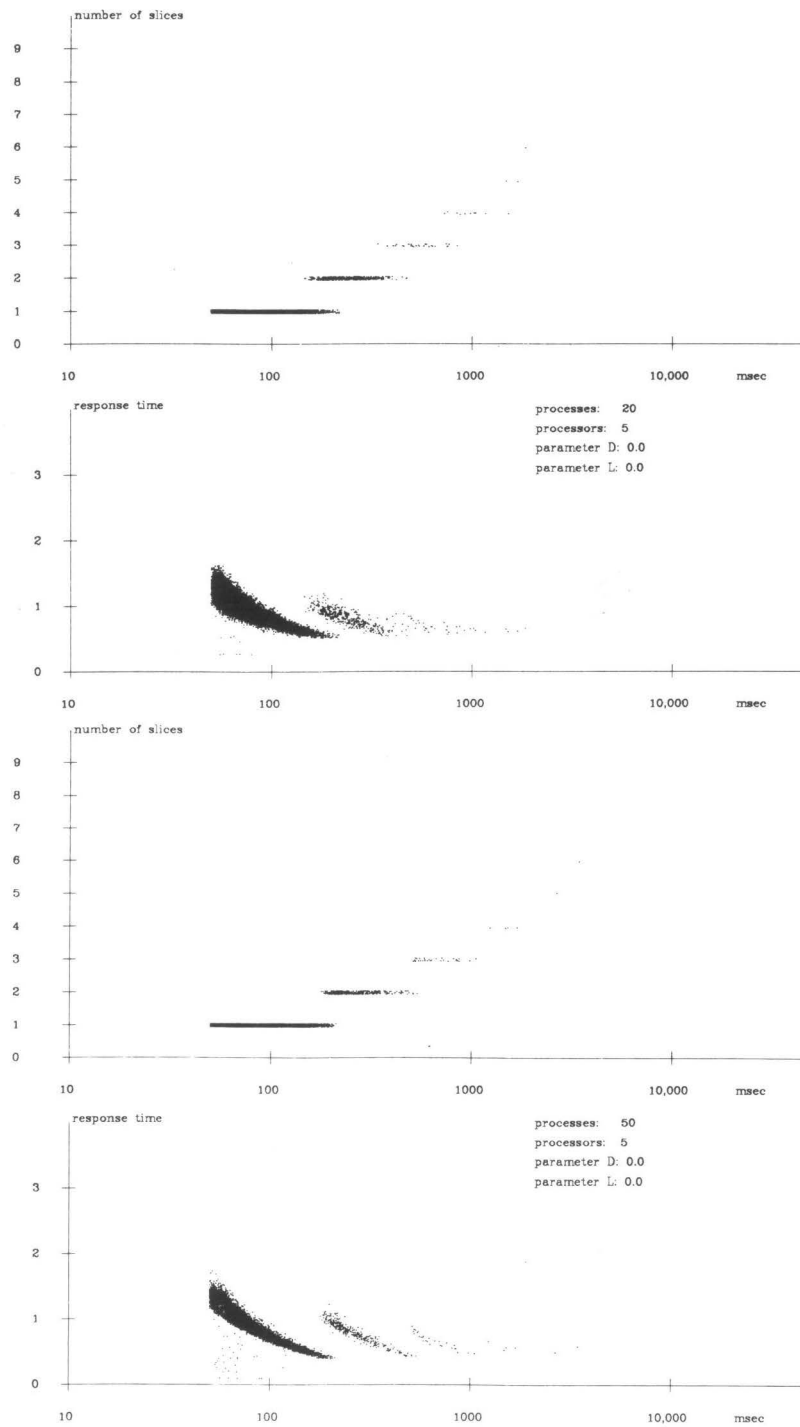 number of slices
9
8
7
6
5
4
3
2
1
0
10 100 1000 10,000 msec
response time
processes: 20
processors: 5
parameter D: 0.0
parameter L: 0.0
3
2
1
0
10 100 1000 10,000 msec
number of slices
9
8
7
6
5
4
3
2
1
0
10 100 1000 10,000 msec
response time
processes: 50
processors: 5
parameter D: 0.0
parameter L: 0.0
3
2
1
0
10 100 1000 10,000 msec